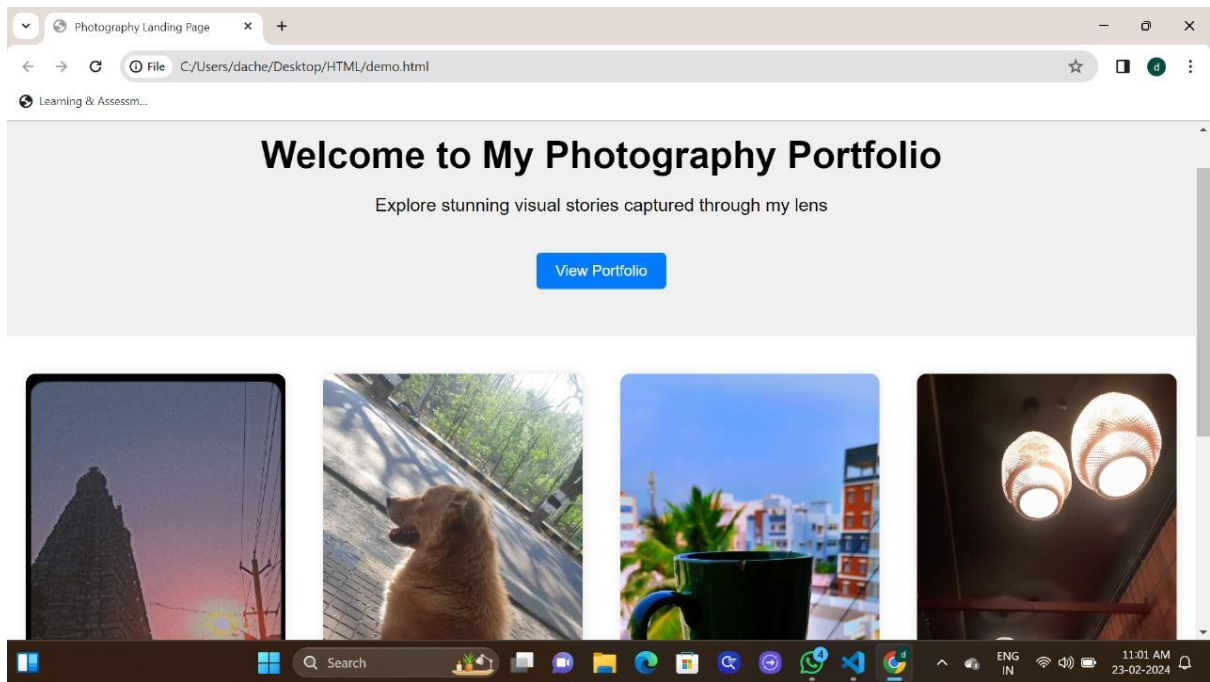 Photography Landing Page
File C:/Users/dache/Desktop/HTML/demo.html
d
Learning & Assessm...
Welcome to My Photography Portfolio
Explore stunning visual stories captured through my lens
View Portfolio
Search
4
d
ENG
IN
11:01 AM
23-02-2024